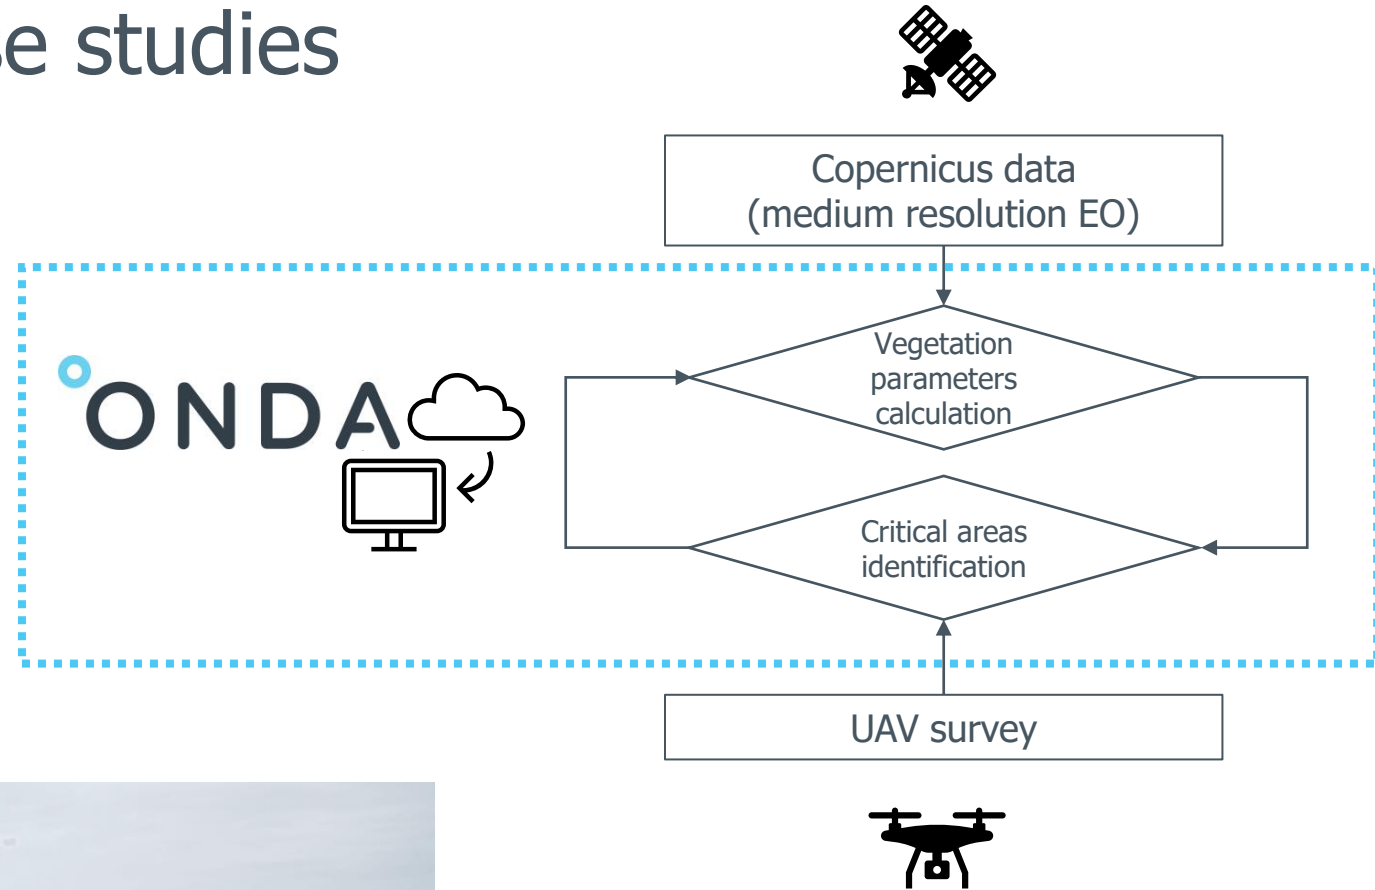 studies
Copernicus data
(medium resolution EO)
ONDA
Vegetation
parameters
calculation
Critical areas
identification
UAV survey